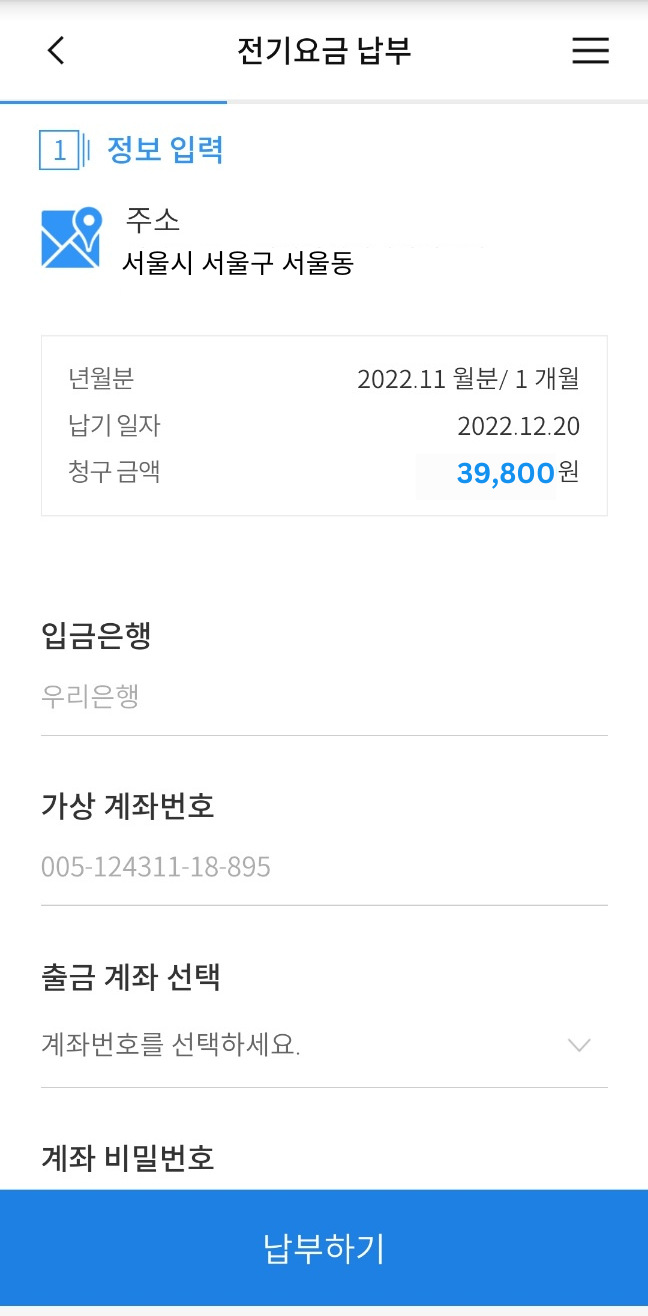 전기요금 납부
1 정보 입력
주소
서울시 서울구 서울동
년월분 2022.11 월분/ 1 개월
납기 일자 2022.12.20
청구 금액 39,800원
입금은행
우리은행
가상 계좌번호
005-124311-18-895
출금 계좌 선택
계좌번호를 선택하세요.
계좌 비밀번호
납부하기